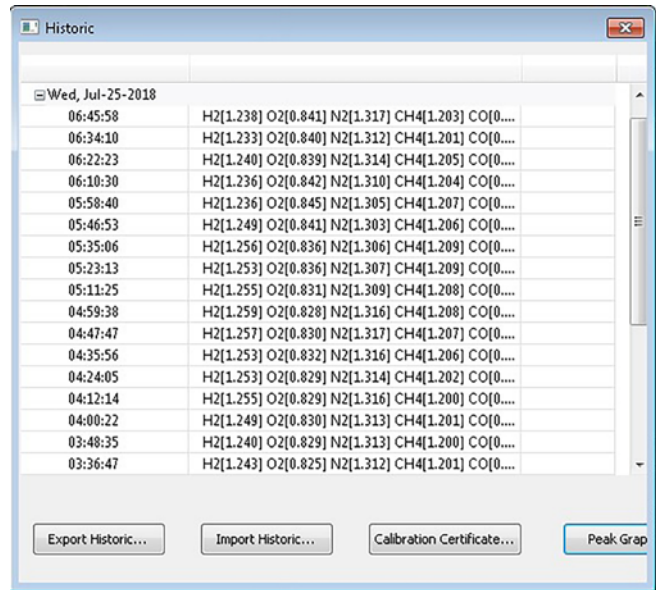 Historic
Wed, Jul-25-2018
06:45:58 H2[1.238] O2[0.841] N2[1.317] CH4[1.203] CO[0....
06:34:10 H2[1.233] O2[0.840] N2[1.312] CH4[1.201] CO[0....
06:22:23 H2[1.240] O2[0.839] N2[1.314] CH4[1.205] CO[0....
06:10:30 H2[1.236] O2[0.842] N2[1.310] CH4[1.204] CO[0....
05:58:40 H2[1.236] O2[0.845] N2[1.305] CH4[1.207] CO[0....
05:46:53 H2[1.249] O2[0.841] N2[1.303] CH4[1.206] CO[0....
05:35:06 H2[1.256] O2[0.836] N2[1.306] CH4[1.209] CO[0....
05:23:13 H2[1.253] O2[0.836] N2[1.307] CH4[1.209] CO[0....
05:11:25 H2[1.255] O2[0.831] N2[1.309] CH4[1.208] CO[0....
04:59:38 H2[1.259] O2[0.828] N2[1.316] CH4[1.208] CO[0....
04:47:47 H2[1.257] O2[0.830] N2[1.317] CH4[1.207] CO[0....
04:35:56 H2[1.253] O2[0.832] N2[1.316] CH4[1.206] CO[0....
04:24:05 H2[1.253] O2[0.829] N2[1.314] CH4[1.202] CO[0....
04:12:14 H2[1.255] O2[0.829] N2[1.316] CH4[1.200] CO[0....
04:00:22 H2[1.249] O2[0.830] N2[1.313] CH4[1.201] CO[0....
03:48:35 H2[1.240] O2[0.829] N2[1.313] CH4[1.200] CO[0....
03:36:47 H2[1.243] O2[0.825] N2[1.312] CH4[1.201] CO[0....
Export Historic... Import Historic... Calibration Certificate... Peak Grap